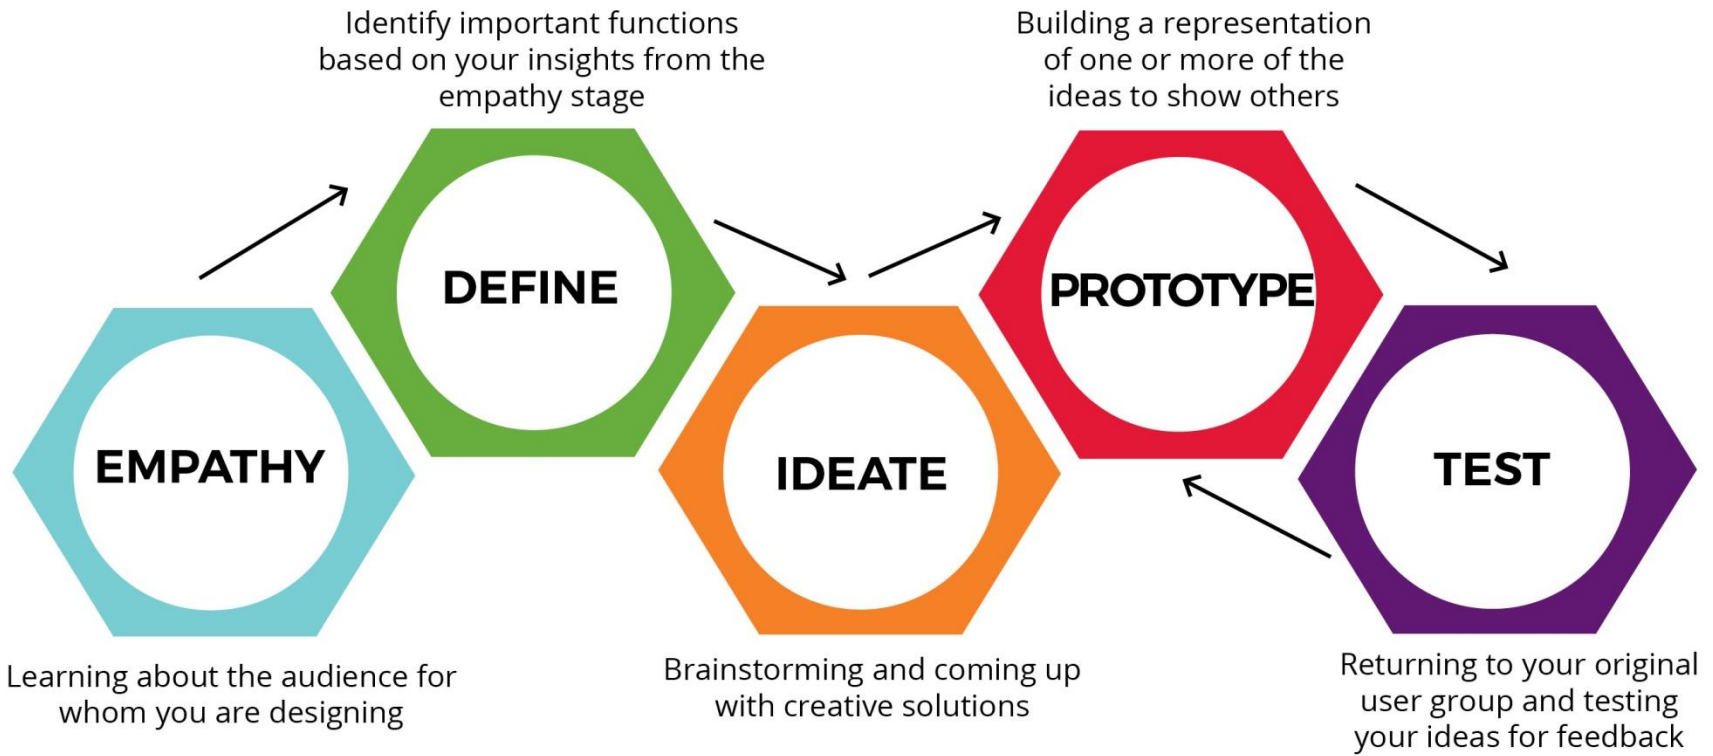 Identify important functions
based on your insights from the
empathy stage
Building a representation
of one or more of the
ideas to show others
DEFINE
PROTOTYPE
EMPATHY
IDEATE
TEST
Learning about the audience for
whom you are designing
Brainstorming and coming up
with creative solutions
Returning to your original
user group and testing
your ideas for feedback